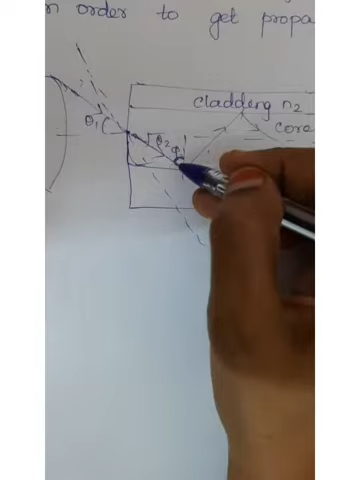 n order to get propa
cladding n₂
core
θ₁
θ₂